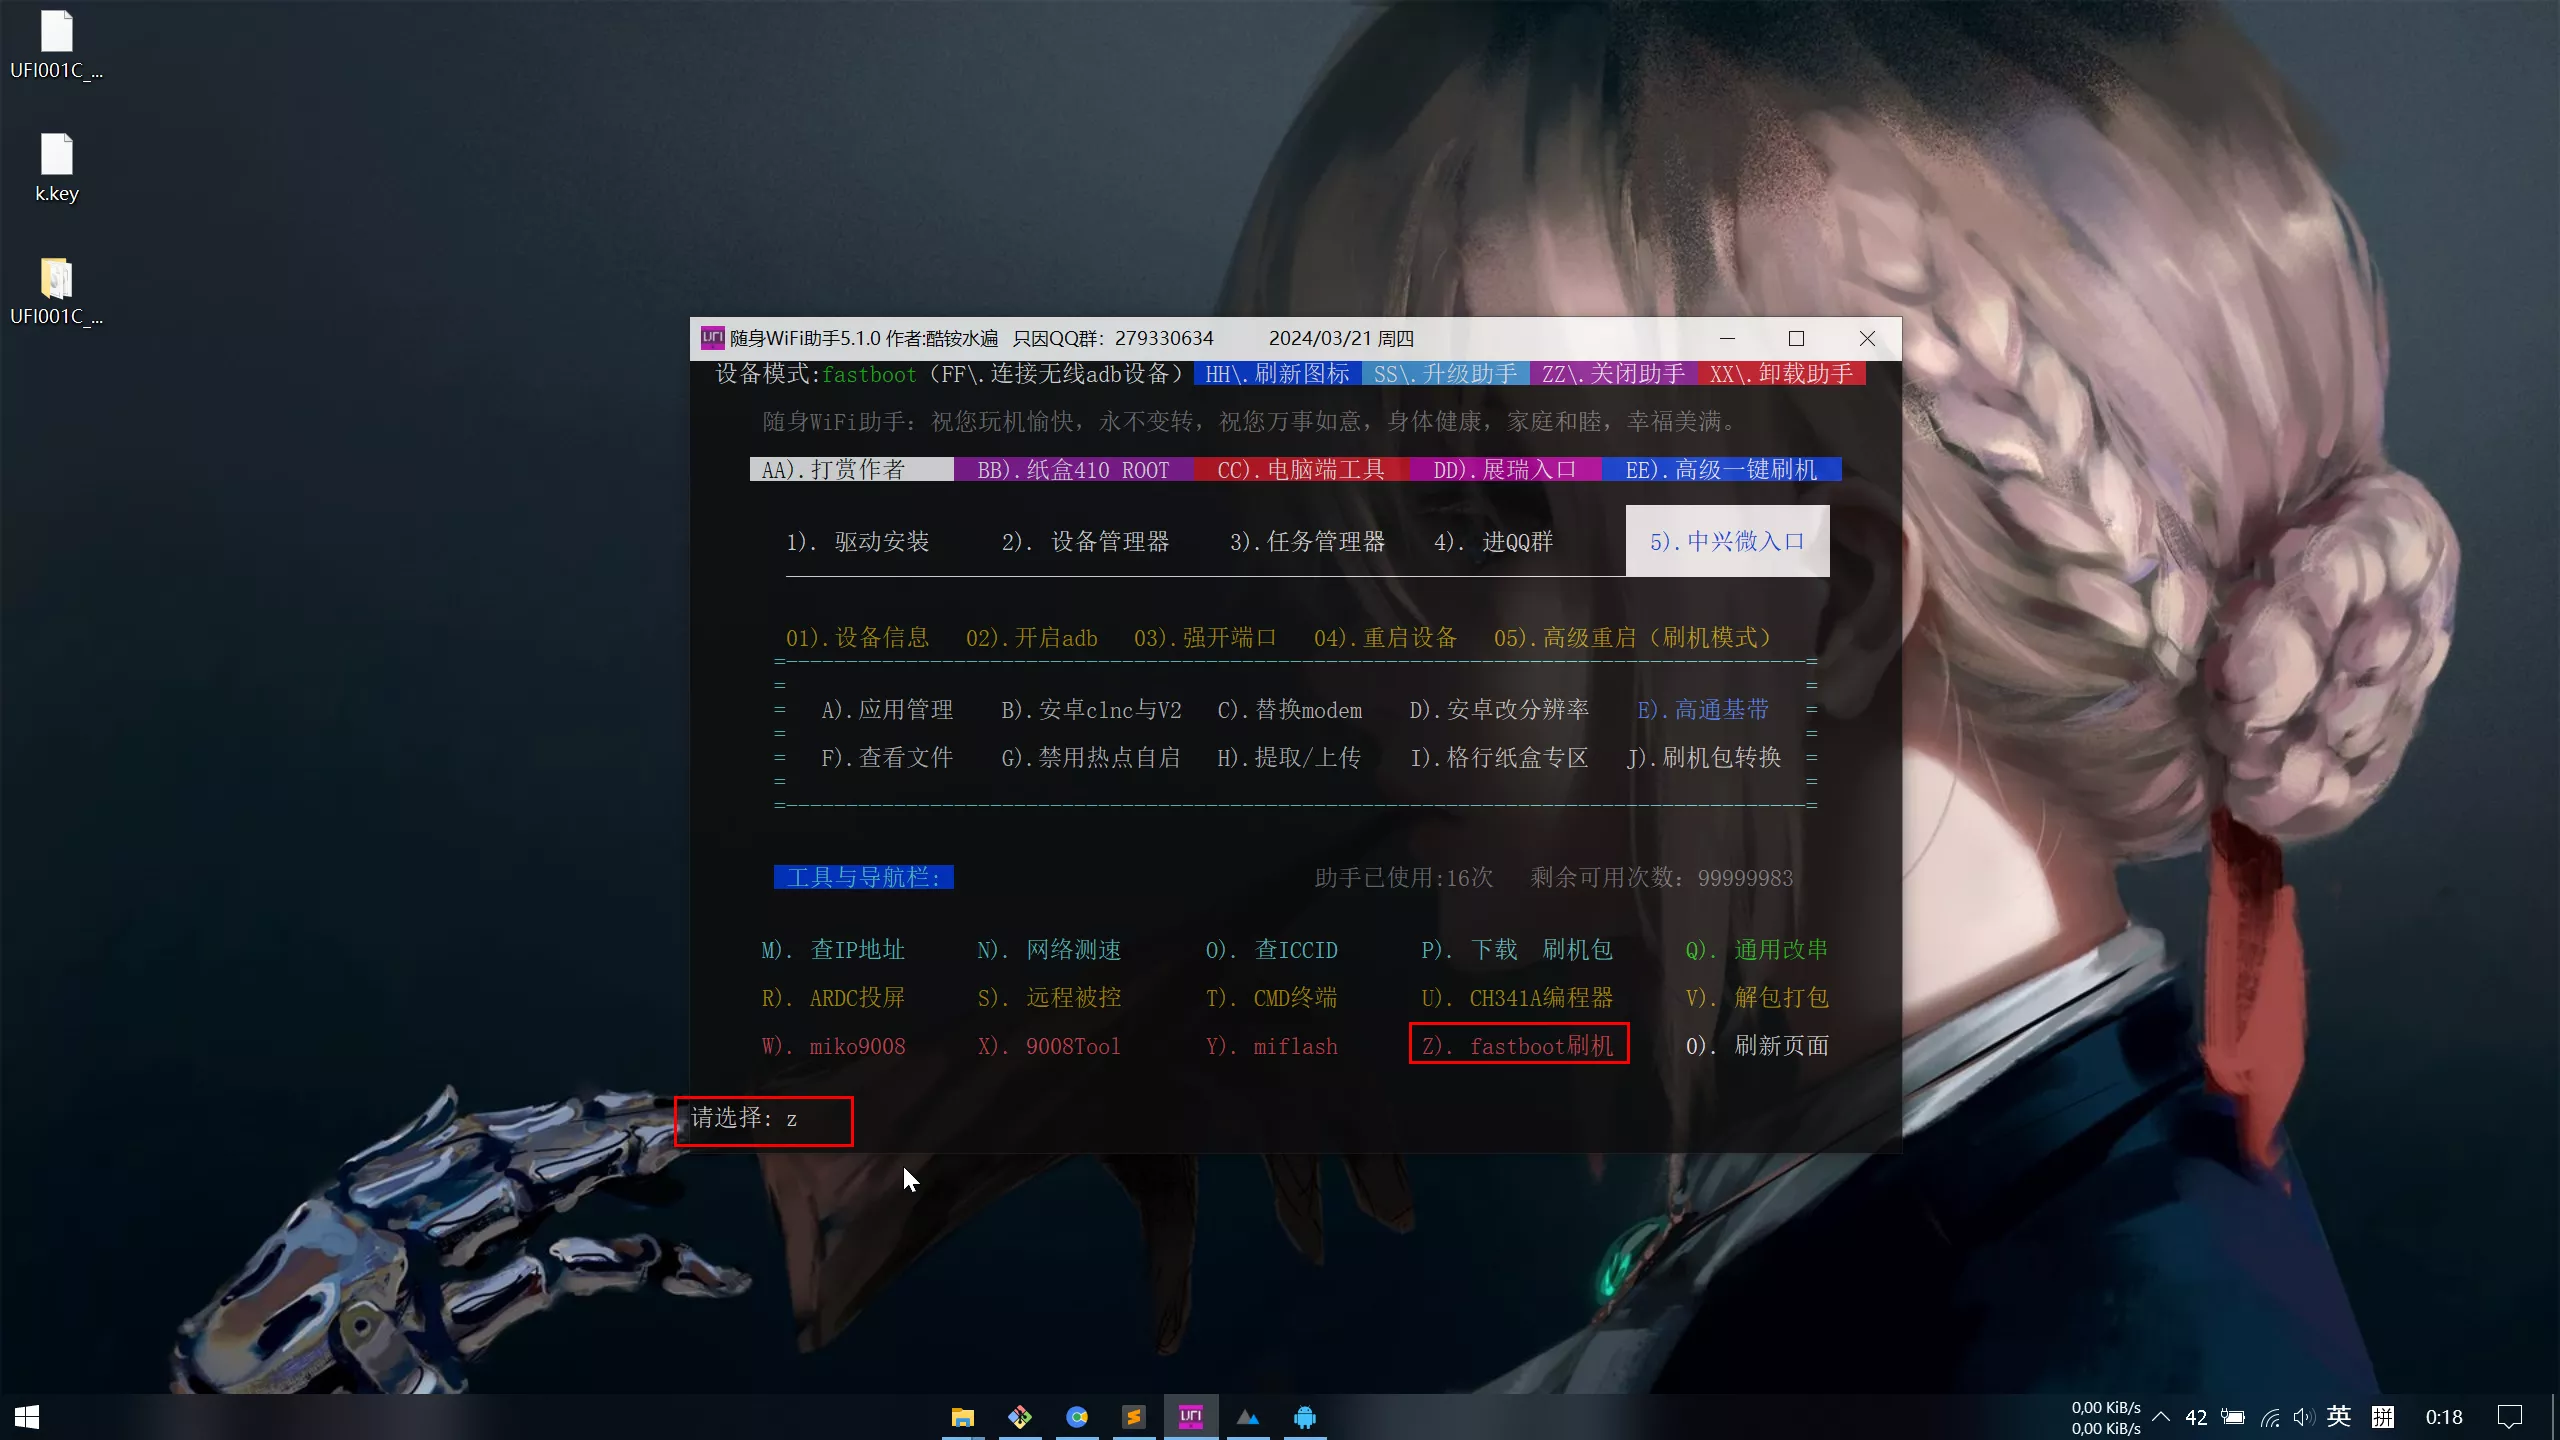 UFI001C_...
k.key
UFI001C_...
UFI 随身WiFi助手5.1.0 作者:酷铵水遍 只因QQ群：279330634 2024/03/21 周四
设备模式:fastboot（FF\.连接无线adb设备） HH\.刷新图标 SS\.升级助手 ZZ\.关闭助手 XX\.卸载助手
随身WiFi助手：祝您玩机愉快，永不变转，祝您万事如意，身体健康，家庭和睦，幸福美满。
AA).打赏作者 BB).纸盒410 ROOT CC).电脑端工具 DD).展瑞入口 EE).高级一键刷机
1). 驱动安装 2). 设备管理器 3).任务管理器 4). 进QQ群 5).中兴微入口
01).设备信息 02).开启adb 03).强开端口 04).重启设备 05).高级重启（刷机模式）
A).应用管理 B).安卓clnc与V2 C).替换modem D).安卓改分辨率 E).高通基带
F).查看文件 G).禁用热点自启 H).提取/上传 I).格行纸盒专区 J).刷机包转换
工具与导航栏: 助手已使用:16次 剩余可用次数：99999983
M). 查IP地址 N). 网络测速 O). 查ICCID P). 下载 刷机包 Q). 通用改串
R). ARDC投屏 S). 远程被控 T). CMD终端 U). CH341A编程器 V). 解包打包
W). miko9008 X). 9008Tool Y). miflash Z). fastboot刷机 0). 刷新页面
请选择: z
UFI
0,00 KiB/s
0,00 KiB/s
42 英 拼 0:18